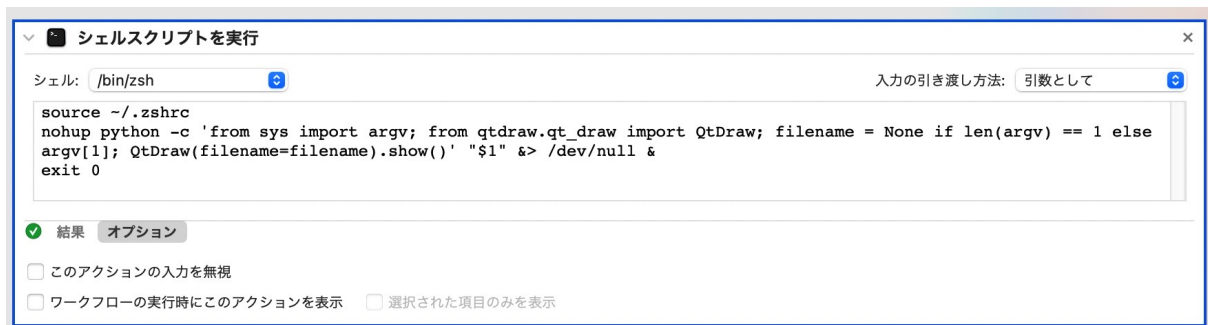 シェルスクリプトを実行
シェル: /bin/zsh
入力の引き渡し方法: 引数として
source ~/.zshrc
nohup python -c 'from sys import argv; from qtdraw.qt_draw import QtDraw; filename = None if len(argv) == 1 else
argv[1]; QtDraw(filename=filename).show()' "$1" &> /dev/null &
exit 0
結果 オプション
このアクションの入力を無視
ワークフローの実行時にこのアクションを表示 選択された項目のみを表示